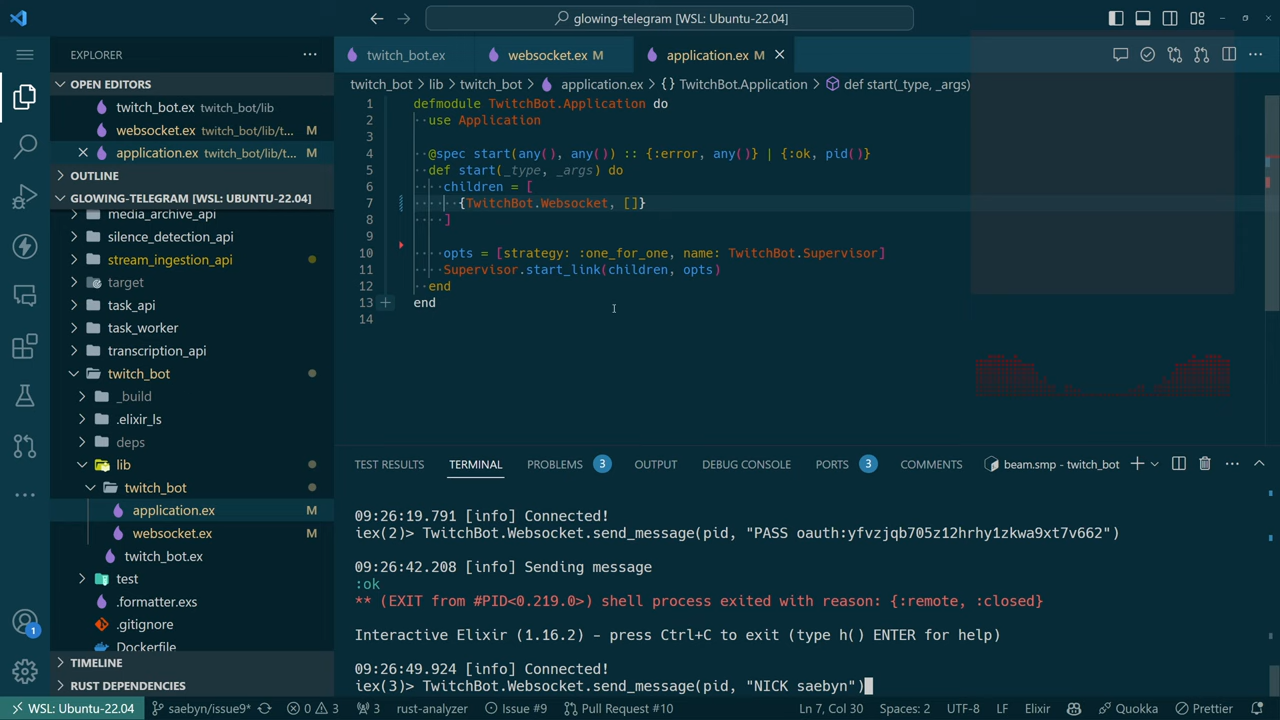 glowing-telegram [WSL: Ubuntu-22.04]
EXPLORER
OPEN EDITORS
twitch_bot.ex twitch_bot/lib
websocket.ex twitch_bot/lib/t... M
application.ex twitch_bot/lib/t... M
OUTLINE
GLOWING-TELEGRAM [WSL: UBUNTU-22.04]
media_archive_api
silence_detection_api
stream_ingestion_api
target
task_api
task_worker
transcription_api
twitch_bot
_build
.elixir_ls
deps
lib
twitch_bot
application.ex M
websocket.ex M
twitch_bot.ex
test
.formatter.exs
.gitignore
Dockerfile
TIMELINE
RUST DEPENDENCIES
1
twitch_bot.ex websocket.ex M application.ex M
twitch_bot > lib > twitch_bot > application.ex > {} TwitchBot.Application > def start(_type, _args)
1 defmodule TwitchBot.Application do
2 use Application
3
4 @spec start(any(), any()) :: {:error, any()} | {:ok, pid()}
5 def start(_type, _args) do
6 children = [
7 {TwitchBot.Websocket, []}
8 ]
9
10 opts = [strategy: :one_for_one, name: TwitchBot.Supervisor]
11 Supervisor.start_link(children, opts)
12 end
13 end
14
TEST RESULTS TERMINAL PROBLEMS 3 OUTPUT DEBUG CONSOLE PORTS 3 COMMENTS beam.smp - twitch_bot
09:26:19.791 [info] Connected!
iex(2)> TwitchBot.Websocket.send_message(pid, "PASS oauth:yfvzjqb705z12hrhy1zkwa9xt7v662")
09:26:42.208 [info] Sending message
:ok
** (EXIT from #PID<0.219.0>) shell process exited with reason: {:remote, :closed}
Interactive Elixir (1.16.2) - press Ctrl+C to exit (type h() ENTER for help)
09:26:49.924 [info] Connected!
iex(3)> TwitchBot.Websocket.send_message(pid, "NICK saebyn")
WSL: Ubuntu-22.04 saebyn/issue9* 0 3 3 rust-analyzer Issue #9 Pull Request #10 Ln 7, Col 30 Spaces: 2 UTF-8 LF Elixir Quokka Prettier